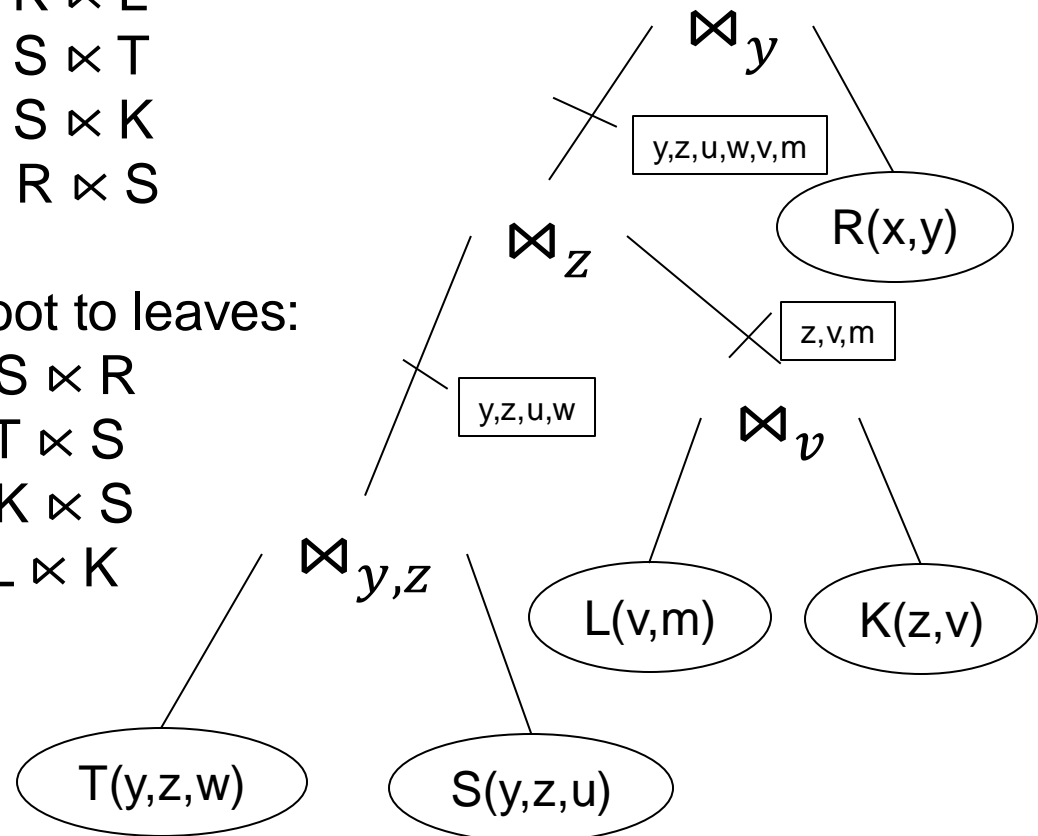 S ⋉ T
S ⋉ K
R ⋉ S
oot to leaves:
S ⋉ R
T ⋉ S
K ⋉ S
L ⋉ K
⋈y
y,z,u,w,v,m
R(x,y)
⋈z
z,v,m
y,z,u,w
⋈v
⋈y,z
L(v,m)
K(z,v)
T(y,z,w)
S(y,z,u)